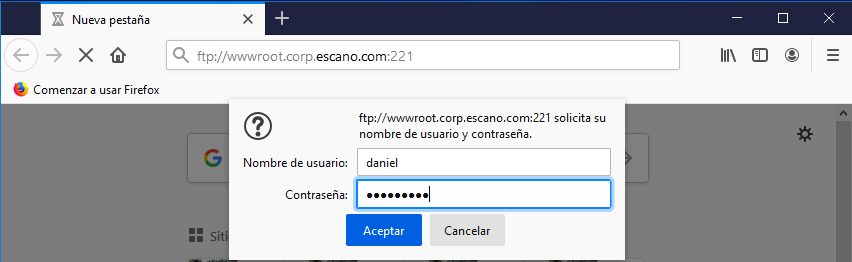 Nueva pestaña
ftp://wwwroot.corp.escano.com:221
Comenzar a usar Firefox
ftp://wwwroot.corp.escano.com:221 solicita su
nombre de usuario y contraseña.
Nombre de usuario: daniel
Contraseña: •••••••••
Aceptar Cancelar
Siti